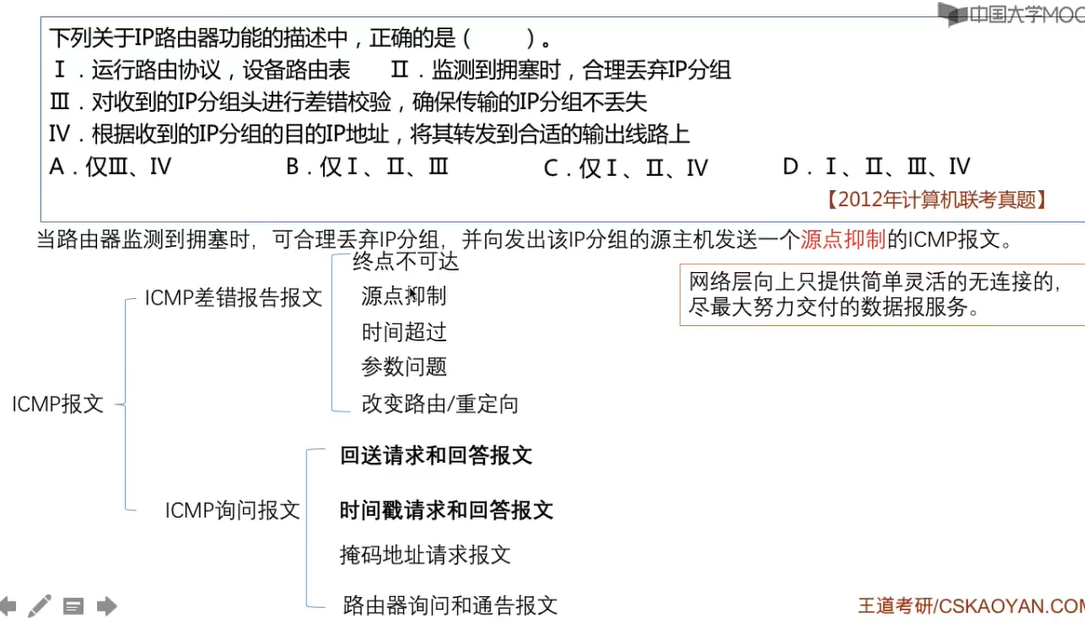 中国大学MOO
下列关于IP路由器功能的描述中，正确的是（　　）。
Ⅰ．运行路由协议，设备路由表　　Ⅱ．监测到拥塞时，合理丢弃IP分组
Ⅲ．对收到的IP分组头进行差错校验，确保传输的IP分组不丢失
Ⅳ．根据收到的IP分组的目的IP地址，将其转发到合适的输出线路上
A．仅Ⅲ、Ⅳ　　B．仅Ⅰ、Ⅱ、Ⅲ　　C．仅Ⅰ、Ⅱ、Ⅳ　　D．Ⅰ、Ⅱ、Ⅲ、Ⅳ
【2012年计算机联考真题】
当路由器监测到拥塞时，可合理丢弃IP分组，并向发出该IP分组的源主机发送一个源点抑制的ICMP报文。
网络层向上只提供简单灵活的无连接的，
尽最大努力交付的数据报服务。
ICMP报文
ICMP差错报告报文
终点不可达
源点抑制
时间超过
参数问题
改变路由/重定向
ICMP询问报文
回送请求和回答报文
时间戳请求和回答报文
掩码地址请求报文
路由器询问和通告报文
王道考研/CSKAOYAN.COM